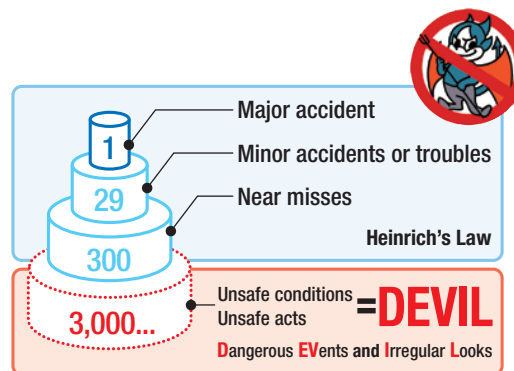 1
Major accident
29
Minor accidents or troubles
300
Near misses
Heinrich's Law
3,000...
Unsafe conditions
Unsafe acts
=DEVIL
Dangerous EVents and Irregular Looks